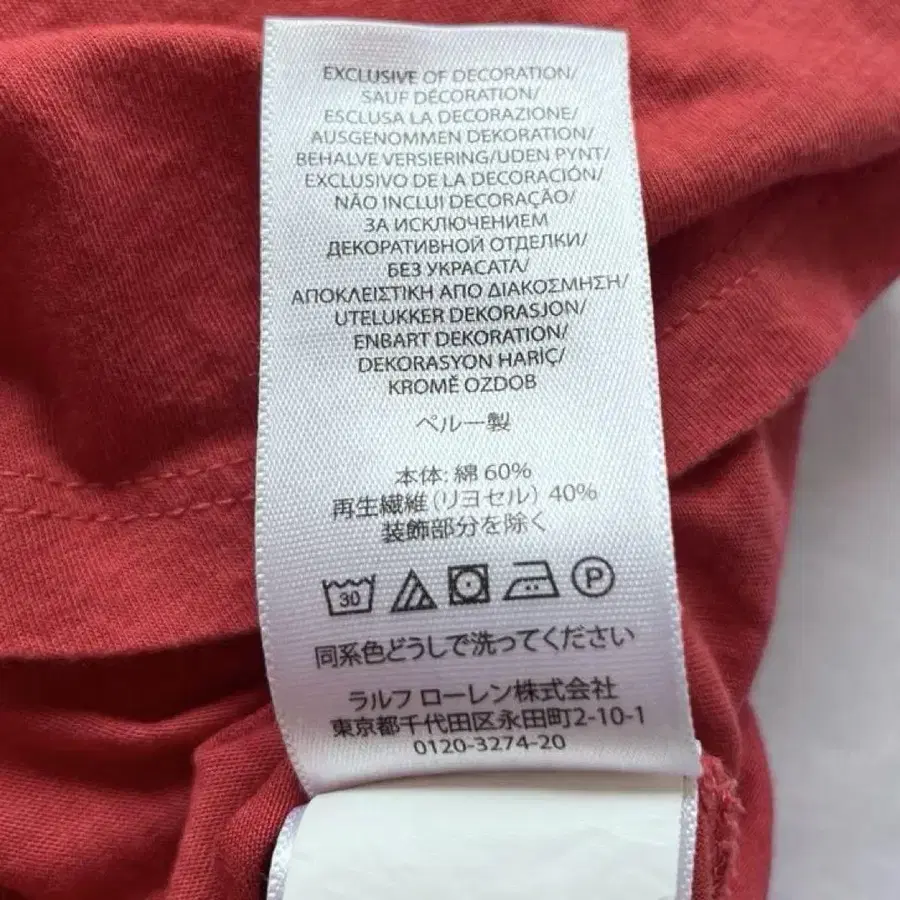 EXCLUSIVE OF DECORATION/
SAUF DÉCORATION/
ESCLUSA LA DECORAZIONE/
AUSGENOMMEN DEKORATION/
BEHALVE VERSIERING/UDEN PYNT/
EXCLUSIVO DE LA DECORACIÓN/
NÃO INCLUI DECORAÇÃO/
ЗА ИСКЛЮЧЕНИЕМ
ДЕКОРАТИВНОЙ ОТДЕЛКИ/
БЕЗ УКРАСАТА/
ΑΠΟΚΛΕΙΣΤΙΚΗ ΑΠΟ ΔΙΑΚΟΣΜΗΣΗ/
UTELUKKER DEKORASJON/
ENBART DEKORATION/
DEKORASYON HARİÇ/
KROMĚ OZDOB
ペルー製
本体: 綿 60%
再生繊維 (リヨセル) 40%
装飾部分を除く
30 P
同系色どうしで洗ってください
ラルフ ローレン株式会社
東京都千代田区永田町2-10-1
0120-3274-20